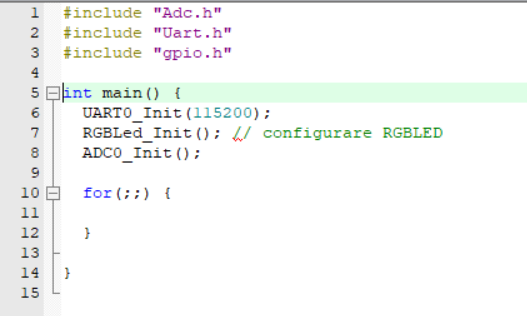 1 #include "Adc.h"
2 #include "Uart.h"
3 #include "gpio.h"
4
5 int main() {
6 UART0_Init(115200);
7 RGBLed_Init(); // configurare RGBLED
8 ADC0_Init();
9
10 for(;;) {
11
12 }
13
14 }
15